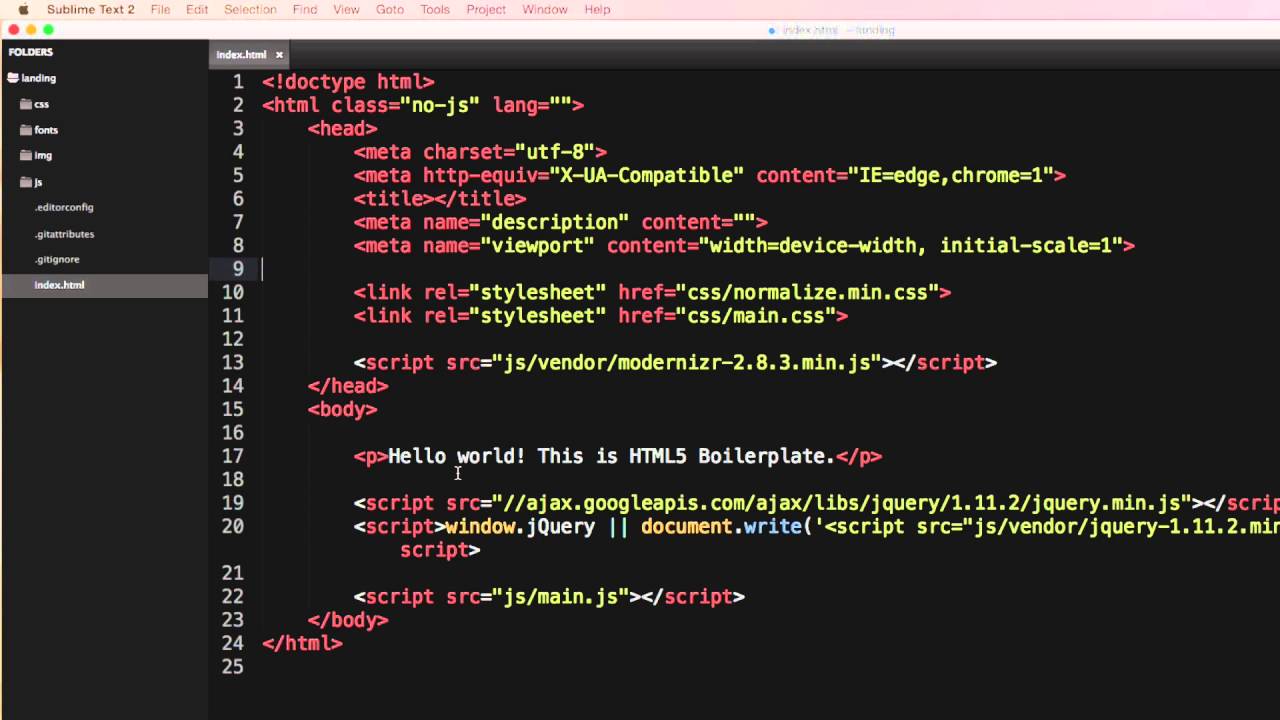 Sublime Text 2 File Edit Selection Find View Goto Tools Project Window Help
index.html — landing
FOLDERS
landing
css
fonts
img
js
.editorconfig
.gitattributes
.gitignore
index.html
index.html ×
1 <!doctype html>
2 <html class="no-js" lang="">
3 <head>
4 <meta charset="utf-8">
5 <meta http-equiv="X-UA-Compatible" content="IE=edge,chrome=1">
6 <title></title>
7 <meta name="description" content="">
8 <meta name="viewport" content="width=device-width, initial-scale=1">
9
10 <link rel="stylesheet" href="css/normalize.min.css">
11 <link rel="stylesheet" href="css/main.css">
12
13 <script src="js/vendor/modernizr-2.8.3.min.js"></script>
14 </head>
15 <body>
16
17 <p>Hello world! This is HTML5 Boilerplate.</p>
18
19 <script src="//ajax.googleapis.com/ajax/libs/jquery/1.11.2/jquery.min.js"></scrip
20 <script>window.jQuery || document.write('<script src="js/vendor/jquery-1.11.2.min
script>
21
22 <script src="js/main.js"></script>
23 </body>
24 </html>
25